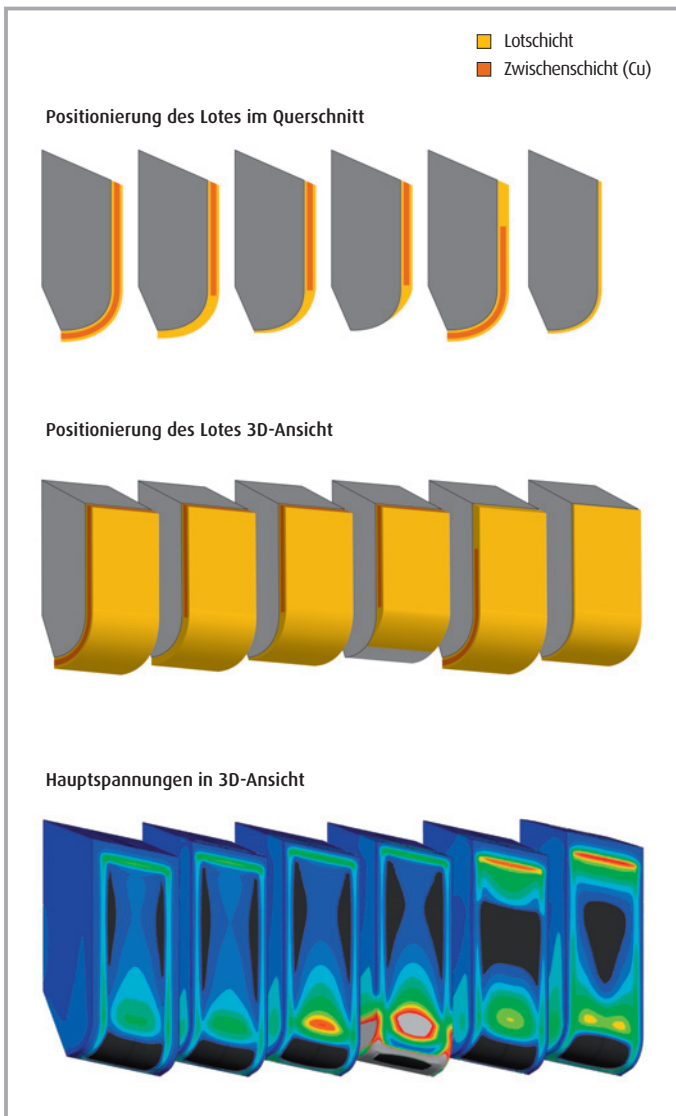 Lotschicht
Zwischenschicht (Cu)
Positionierung des Lotes im Querschnitt
Positionierung des Lotes 3D-Ansicht
Hauptspannungen in 3D-Ansicht